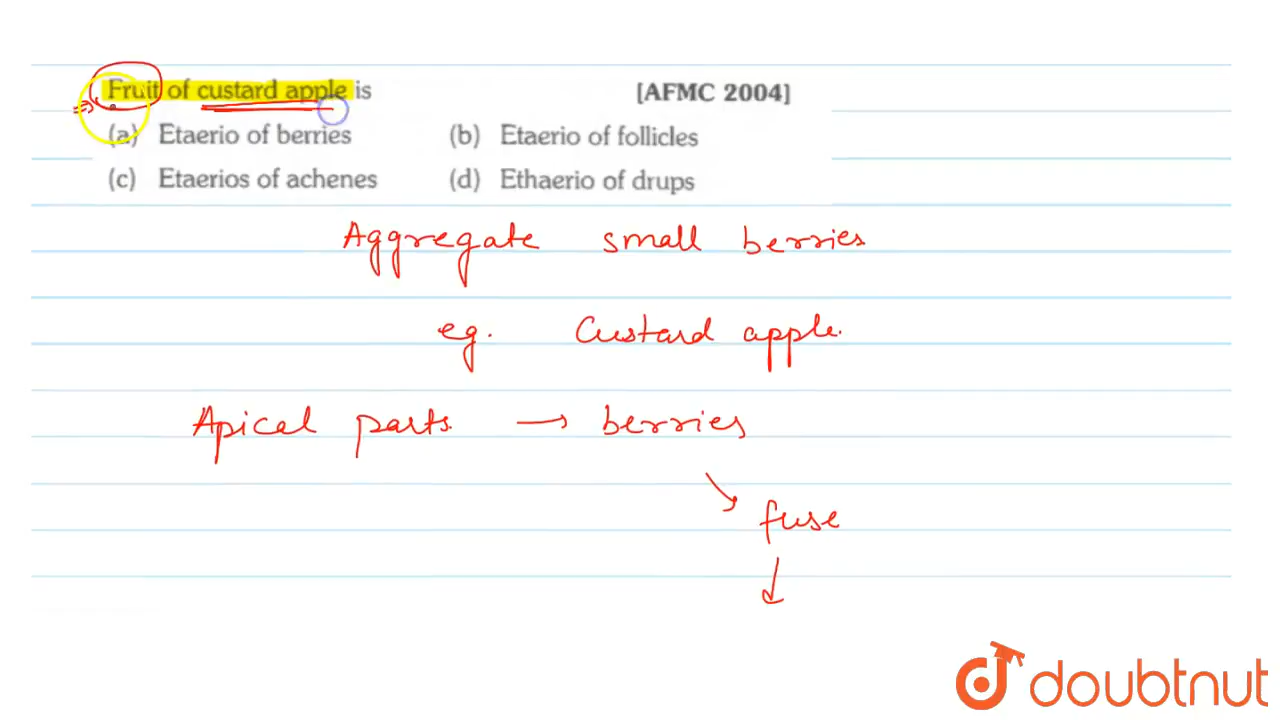 Fruit of custard apple is [AFMC 2004]
(a) Etaerio of berries (b) Etaerio of follicles
(c) Etaerios of achenes (d) Ethaerio of drups
Aggregate small berries
eg. Custard apple.
Apical parts → berries
fuse
doubtnut